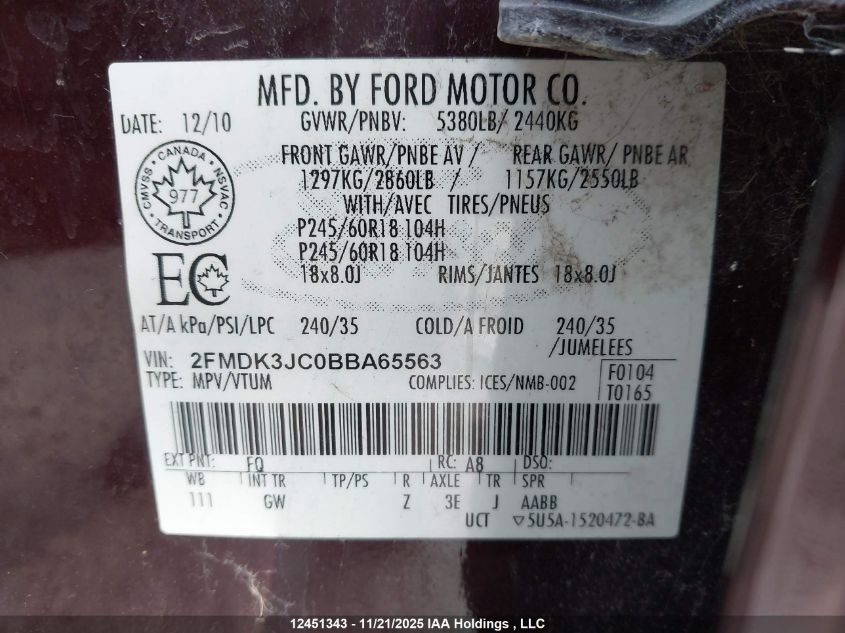 MFD. BY FORD MOTOR CO.
DATE: 12/10 GVWR/PNBV: 5380LB/ 2440KG
FRONT GAWR/PNBE AV / REAR GAWR/ PNBE AR
1297KG/2860LB / 1157KG/2550LB
WITH/AVEC TIRES/PNEUS
P245/60R18 104H
P245/60R18 104H
18x8.0J RIMS/JANTES 18x8.0J
CANADA
CMVSS NSVAC
977
TRANSPORT
EC
AT/A kPa/PSI/LPC 240/35 COLD/A FROID 240/35
/JUMELEES
VIN: 2FMDK3JC0BBA65563
TYPE: MPV/VTUM COMPLIES: ICES/NMB-002
F0104
T0165
EXT PNT: FQ RC: A8 DSO:
WB INT TR TP/PS R AXLE TR SPR
111 GW Z 3E J AABB
UCT ▽5U5A-1520472-BA
12451343 - 11/21/2025 IAA Holdings , LLC